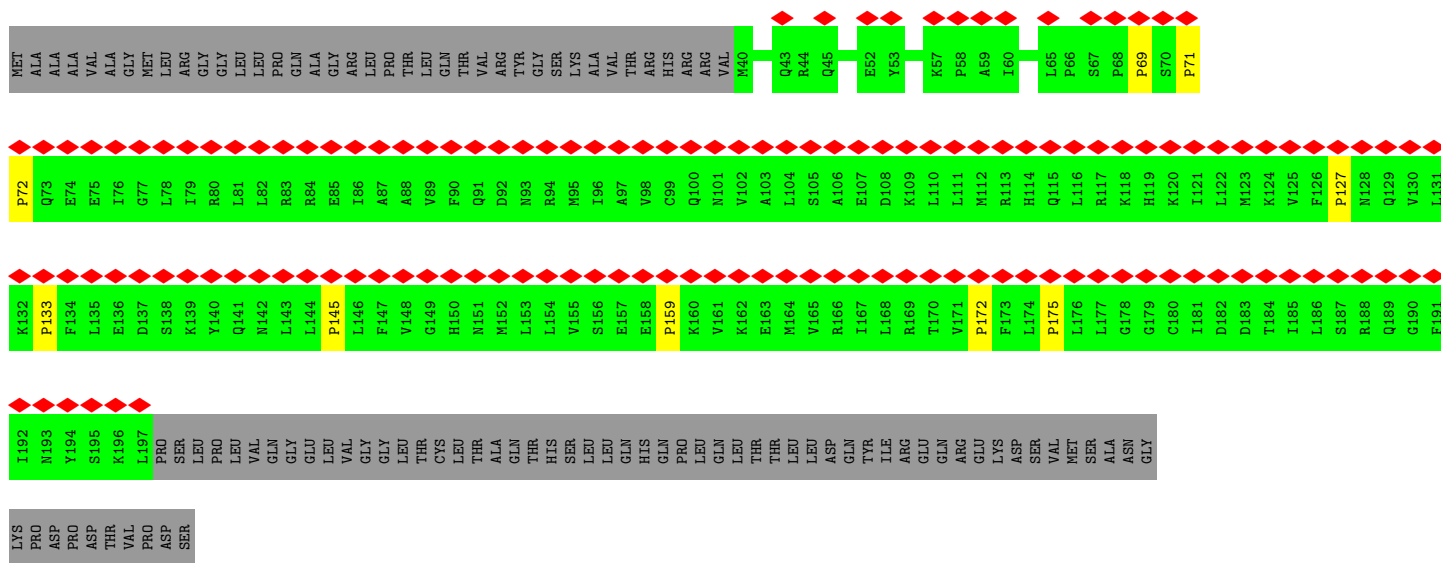 MET ALA ALA ALA VAL ALA GLY MET LEU ARG GLY GLY LEU LEU PRO GLN ALA GLY ARG LEU PRO THR LEU GLN THR VAL ARG TYR GLY SER LYS ALA VAL THR ARG HIS ARG ARG VAL M40 Q43 R44 Q45 E52 Y53 K57 P58 A59 I60 L65 P66 S67 P68 P69 S70 P71
P72 Q73 E74 E75 I76 G77 L78 I79 R80 L81 L82 R83 R84 E85 I86 A87 A88 V89 F90 Q91 D92 N93 R94 M95 I96 A97 V98 C99 Q100 N101 V102 A103 L104 S105 A106 E107 D108 K109 L110 L111 M112 R113 H114 Q115 L116 R117 K118 H119 K120 I121 L122 M123 K124 V125 F126 P127 N128 Q129 V130 L131
K132 P133 F134 L135 E136 D137 S138 K139 Y140 Q141 N142 L143 L144 P145 L146 F147 V148 G149 H150 N151 M152 L153 L154 V155 S156 E157 E158 P159 K160 V161 K162 E163 M164 V165 R166 I167 L168 R169 T170 V171 P172 F173 L174 P175 L176 L177 G178 G179 C180 I181 D182 D183 T184 I185 L186 S187 R188 Q189 G190 F191
I192 N193 Y194 S195 K196 L197 PRO SER LEU PRO LEU VAL GLN GLY GLU LEU VAL GLY GLY LEU THR CYS LEU THR ALA GLN THR HIS SER LEU LEU GLN HIS GLN PRO LEU GLN LEU THR THR LEU LEU ASP GLN TYR ILE ARG GLU GLN ARG GLU LYS ASP SER VAL MET SER ALA ASN GLY
LYS PRO ASP PRO ASP THR VAL PRO ASP SER